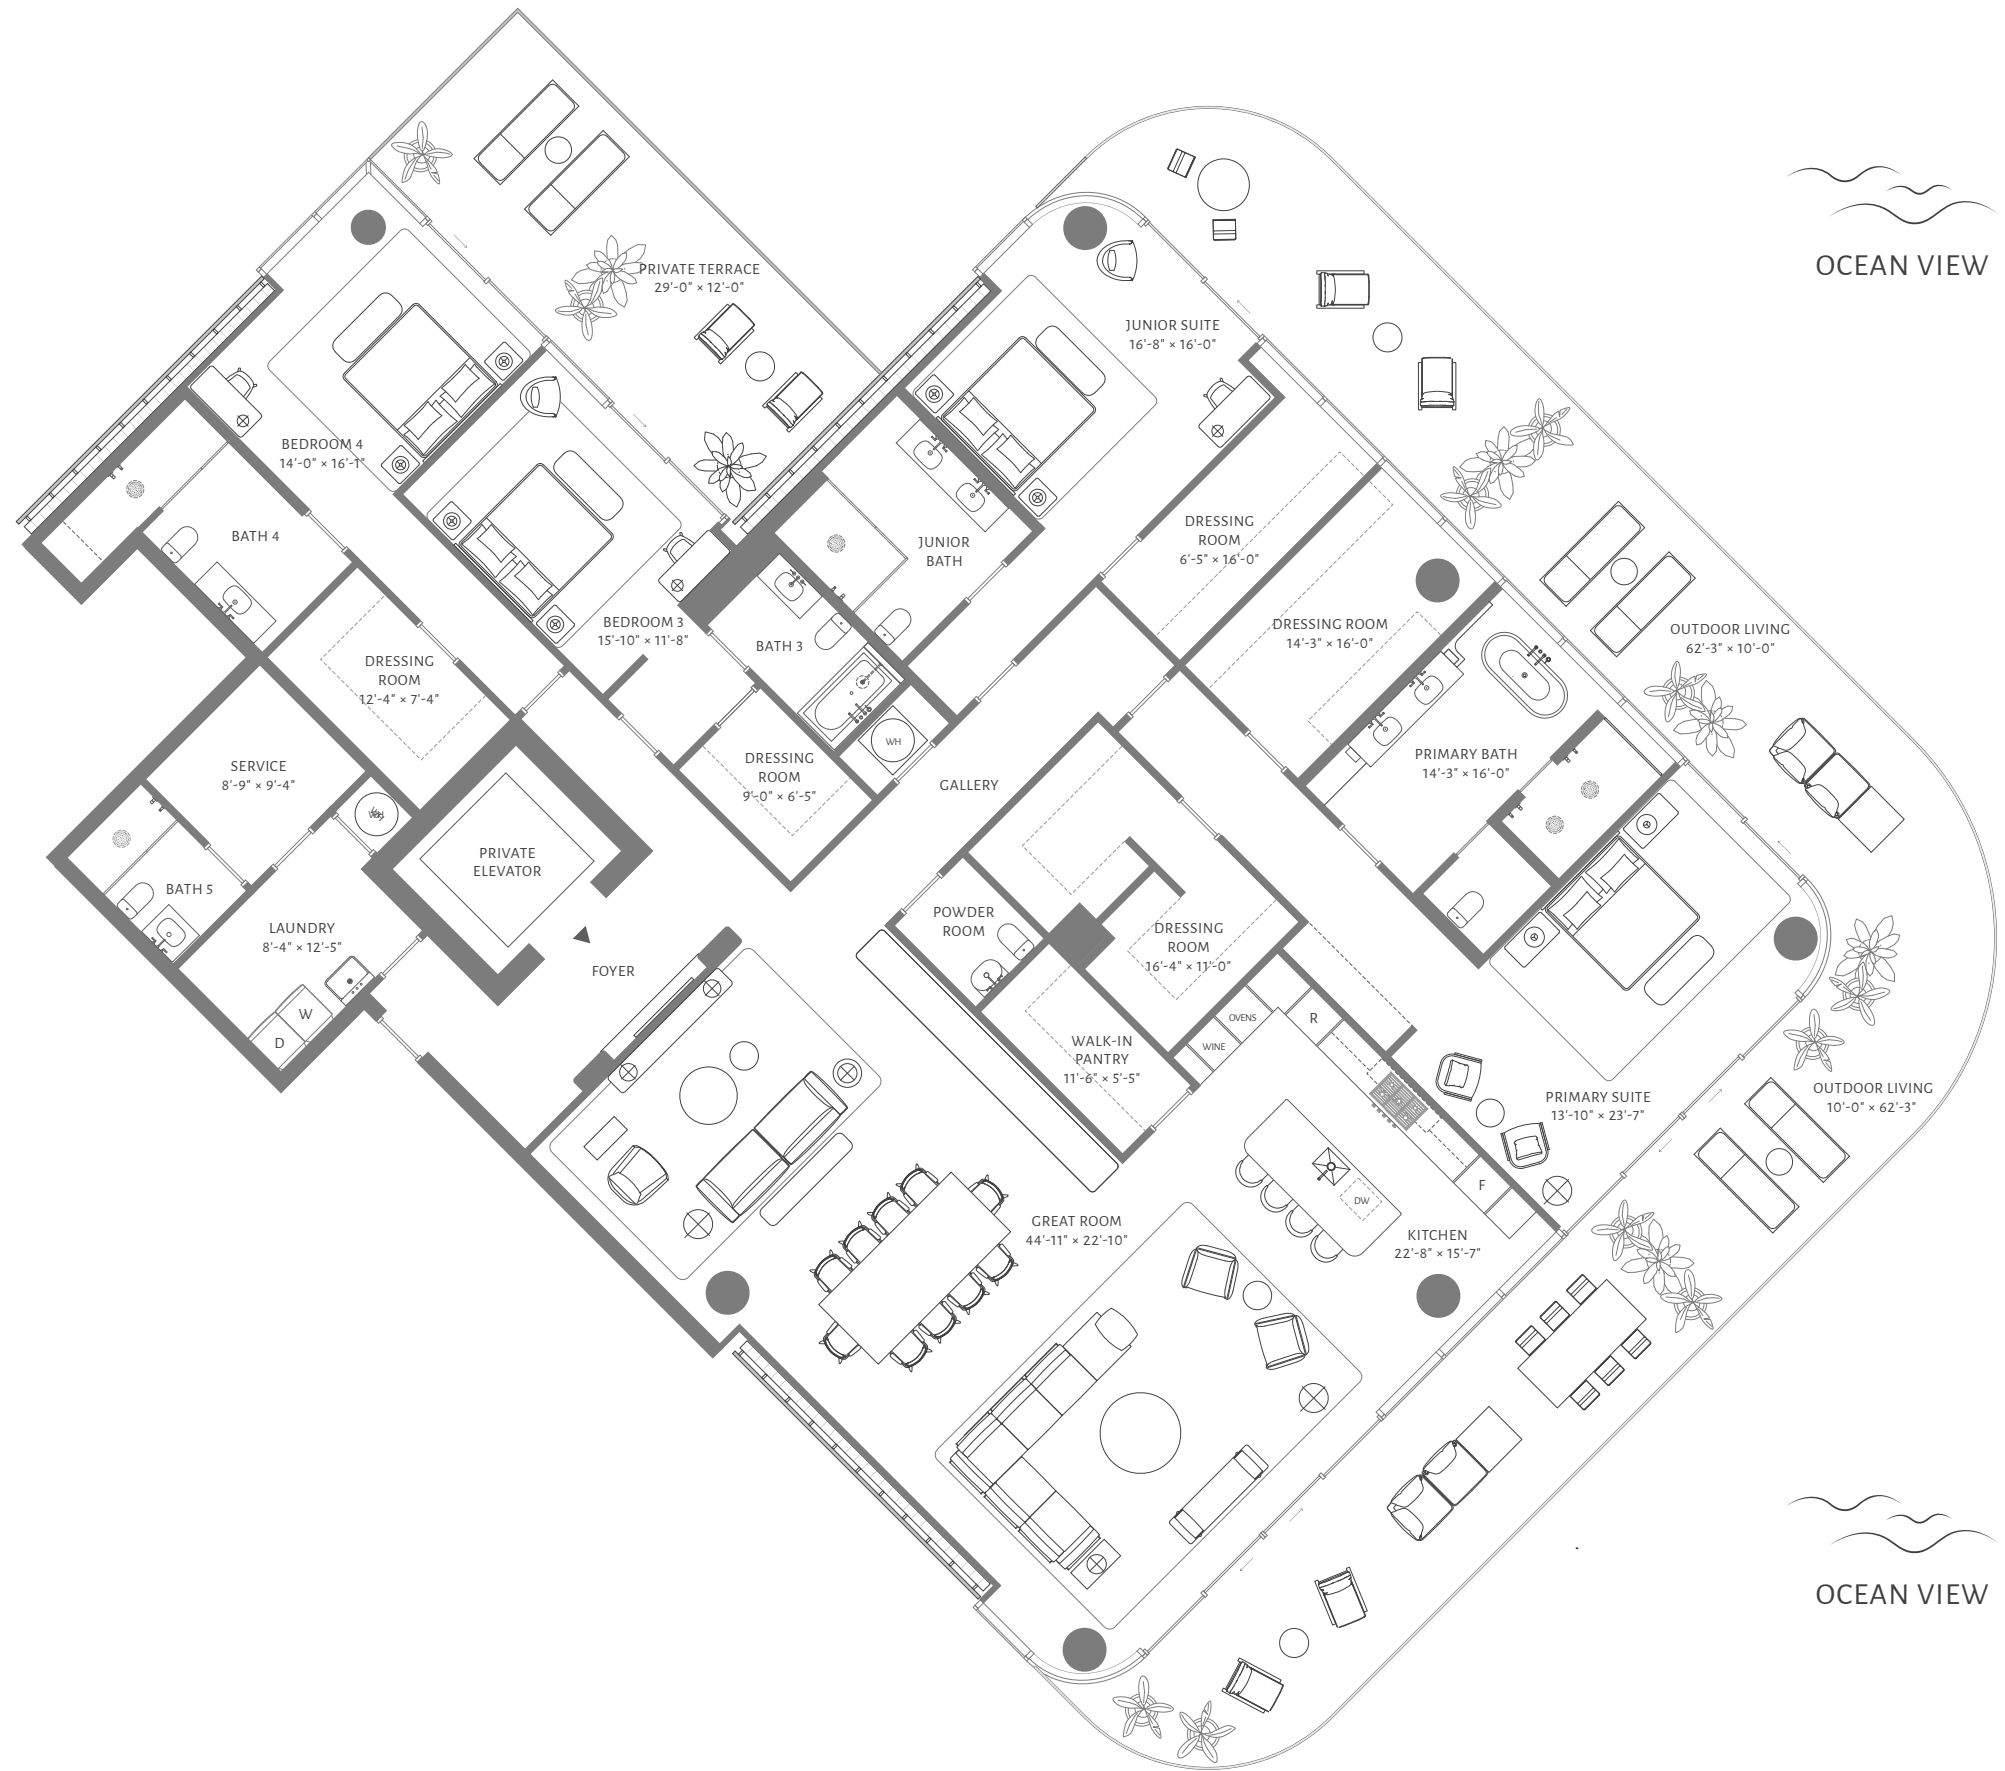 OCEAN VIEW
PRIVATE TERRACE
29'-0" × 12'-0"
JUNIOR SUITE
16'-8" × 16'-0"
BEDROOM 4
14'-0" × 16'-1"
BATH 4
JUNIOR
BATH
DRESSING
ROOM
6'-5" × 16'-0"
DRESSING ROOM
14'-3" × 16'-0"
OUTDOOR LIVING
62'-3" × 10'-0"
BEDROOM 3
15'-10" × 11'-8"
BATH 3
DRESSING
ROOM
12'-4" × 7'-4"
WH
PRIMARY BATH
14'-3" × 16'-0"
SERVICE
8'-9" × 9'-4"
DRESSING
ROOM
9'-0" × 6'-5"
GALLERY
PRIVATE
ELEVATOR
BATH 5
POWDER
ROOM
LAUNDRY
8'-4" × 12'-5"
DRESSING
ROOM
16'-4" × 11'-0"
FOYER
W
D
OVENS
R
WINE
WALK-IN
PANTRY
11'-6" × 5'-5"
PRIMARY SUITE
13'-10" × 23'-7"
OUTDOOR LIVING
10'-0" × 62'-3"
F
DW
GREAT ROOM
44'-11" × 22'-10"
KITCHEN
22'-8" × 15'-7"
OCEAN VIEW